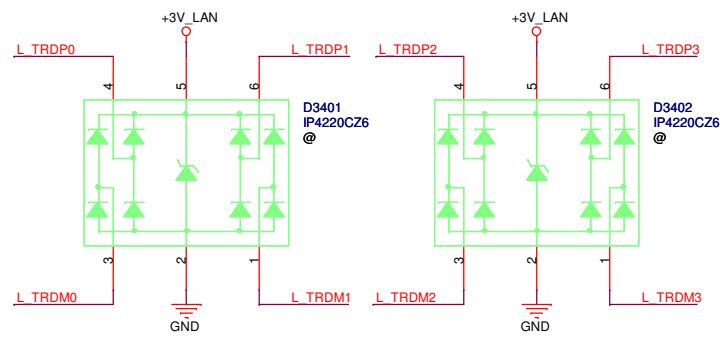 +3V_LAN +3V_LAN
L_TRDP0 L_TRDP1 L_TRDP2 L_TRDP3
4 5 6 4 5 6
D3401 D3402
IP4220CZ6 IP4220CZ6
@ @
3 2 1 3 2 1
L_TRDM0 L_TRDM1 L_TRDM2 L_TRDM3
GND GND